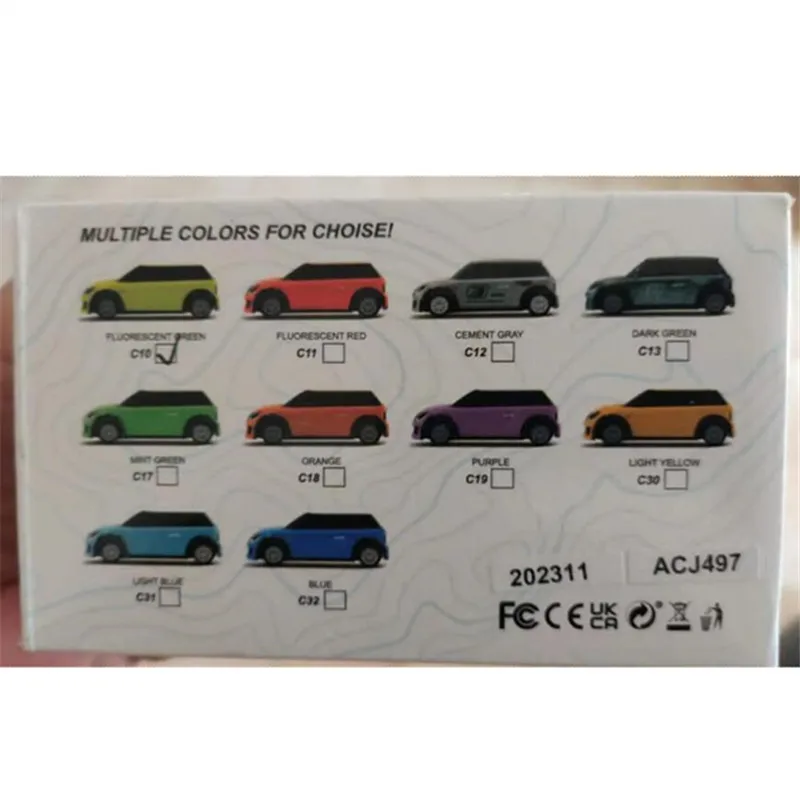 MULTIPLE COLORS FOR CHOISE!
FLUORESCENT GREEN
C10
FLUORESCENT RED
C11
CEMENT GRAY
C12
DARK GREEN
C13
MINT GREEN
C17
ORANGE
C18
PURPLE
C19
LIGHT YELLOW
C30
LIGHT BLUE
C31
BLUE
C32
202311
ACJ497
FC CE UK
CA